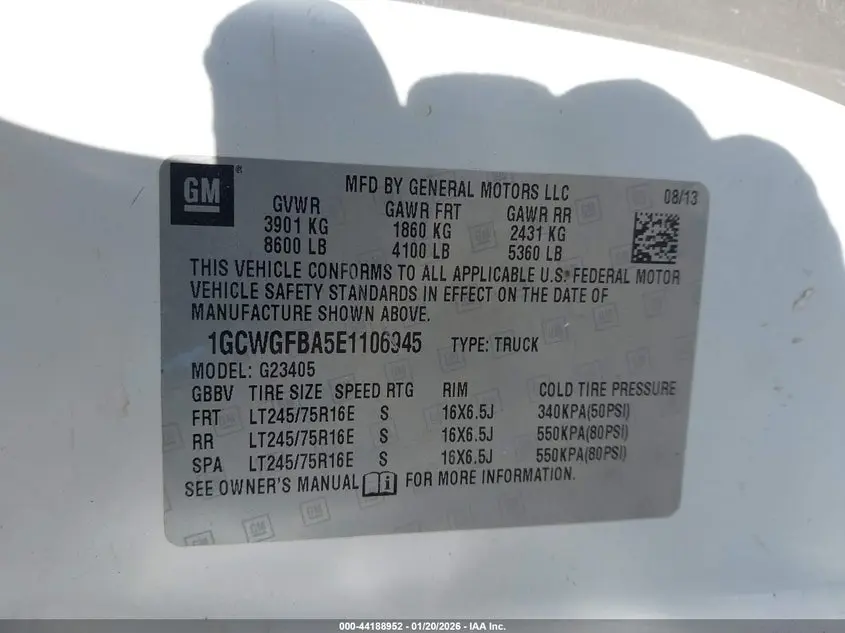 GM ®
MFD BY GENERAL MOTORS LLC 08/13
GVWR GAWR FRT GAWR RR
3901 KG 1860 KG 2431 KG
8600 LB 4100 LB 5360 LB
THIS VEHICLE CONFORMS TO ALL APPLICABLE U.S. FEDERAL MOTOR
VEHICLE SAFETY STANDARDS IN EFFECT ON THE DATE OF
MANUFACTURE SHOWN ABOVE.
1GCWGFBA5E1106945 TYPE: TRUCK
MODEL: G23405
GBBV TIRE SIZE SPEED RTG RIM COLD TIRE PRESSURE
FRT LT245/75R16E S 16X6.5J 340KPA(50PSI)
RR LT245/75R16E S 16X6.5J 550KPA(80PSI)
SPA LT245/75R16E S 16X6.5J 550KPA(80PSI)
SEE OWNER'S MANUAL i FOR MORE INFORMATION.
000-44188952 | 01/20/2026 | IAA Inc.